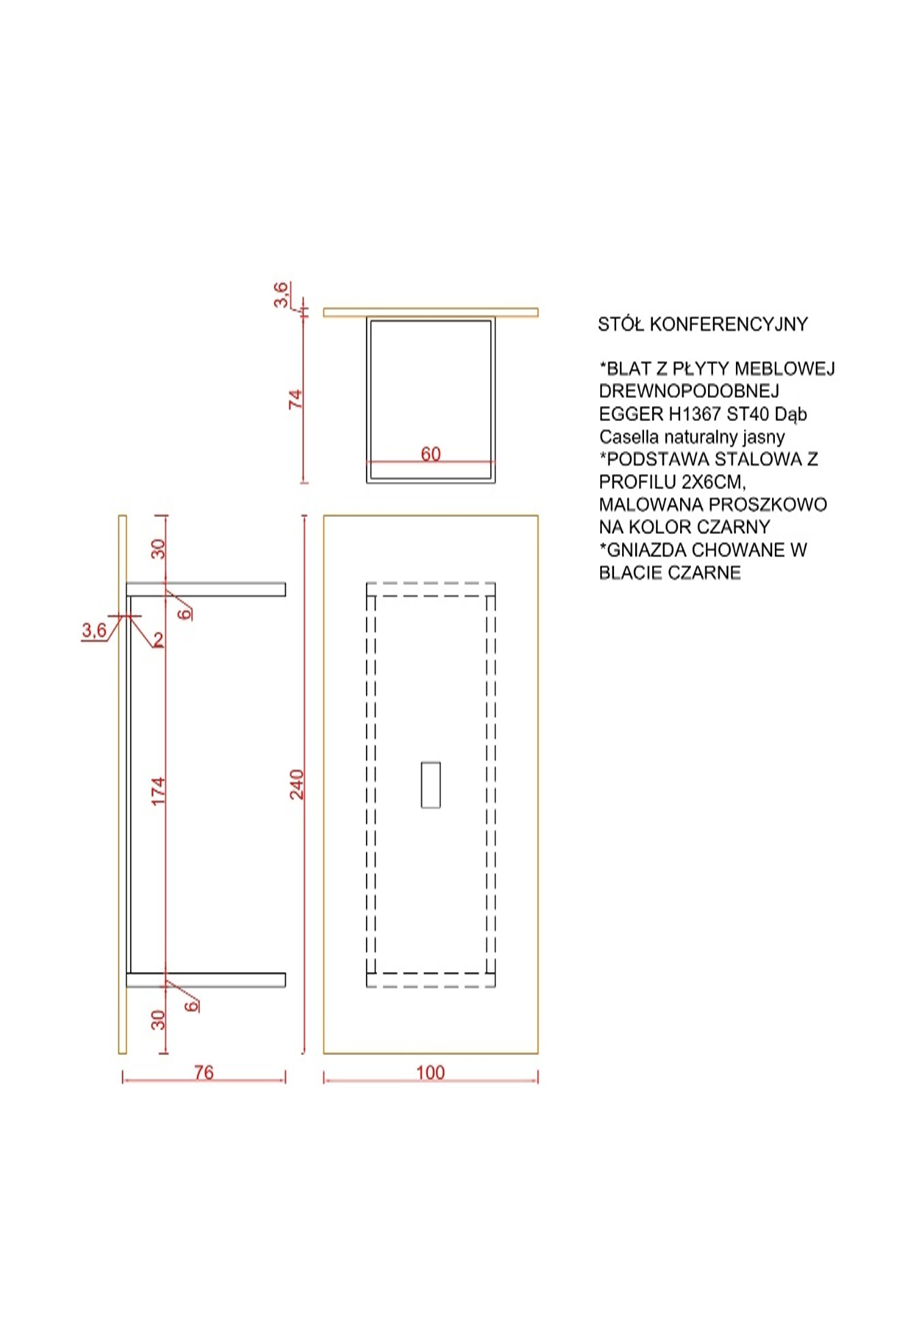 3,6
74
60
STÓŁ KONFERENCYJNY
*BLAT Z PŁYTY MEBLOWEJ
DREWNOPODOBNEJ
EGGER H1367 ST40 Dąb
Casella naturalny jasny
*PODSTAWA STALOWA Z
PROFILU 2X6CM,
MALOWANA PROSZKOWO
NA KOLOR CZARNY
*GNIAZDA CHOWANE W
BLACIE CZARNE
30
6
3,6
2
174
240
6
30
76
100